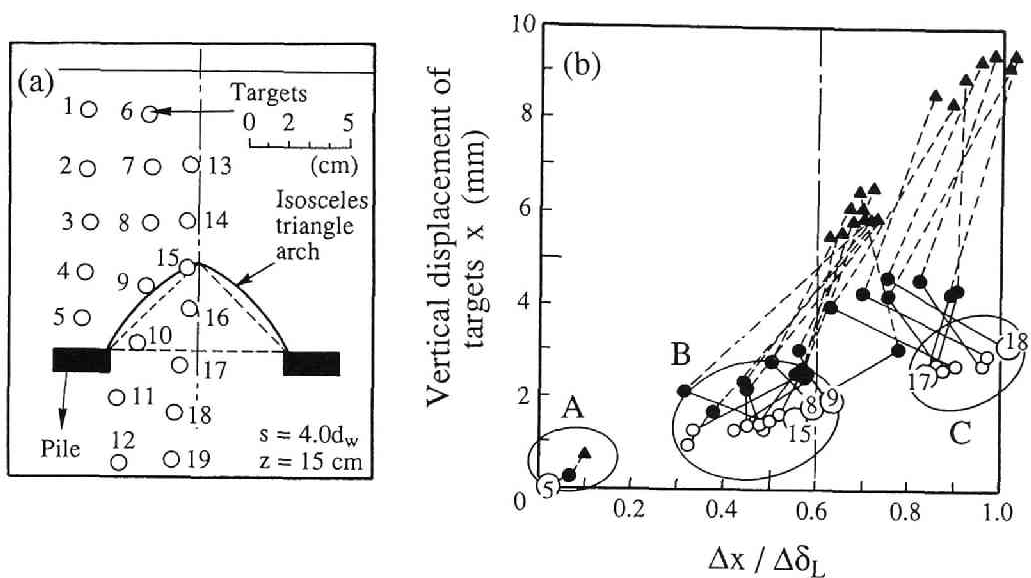 (a)
1
6
Targets
0 2 5
(cm)
2
7
13
3
8
14
Isosceles
triangle
arch
15
4
9
5
16
10
17
11
18
Pile
12
19
s = 4.0d_w
z = 15 cm
(b)
10
8
6
4
2
0
Vertical displacement of
targets x (mm)
A
B
C
5
15
8
9
17
18
0.2 0.4 0.6 0.8 1.0
Δx / Δδ_L